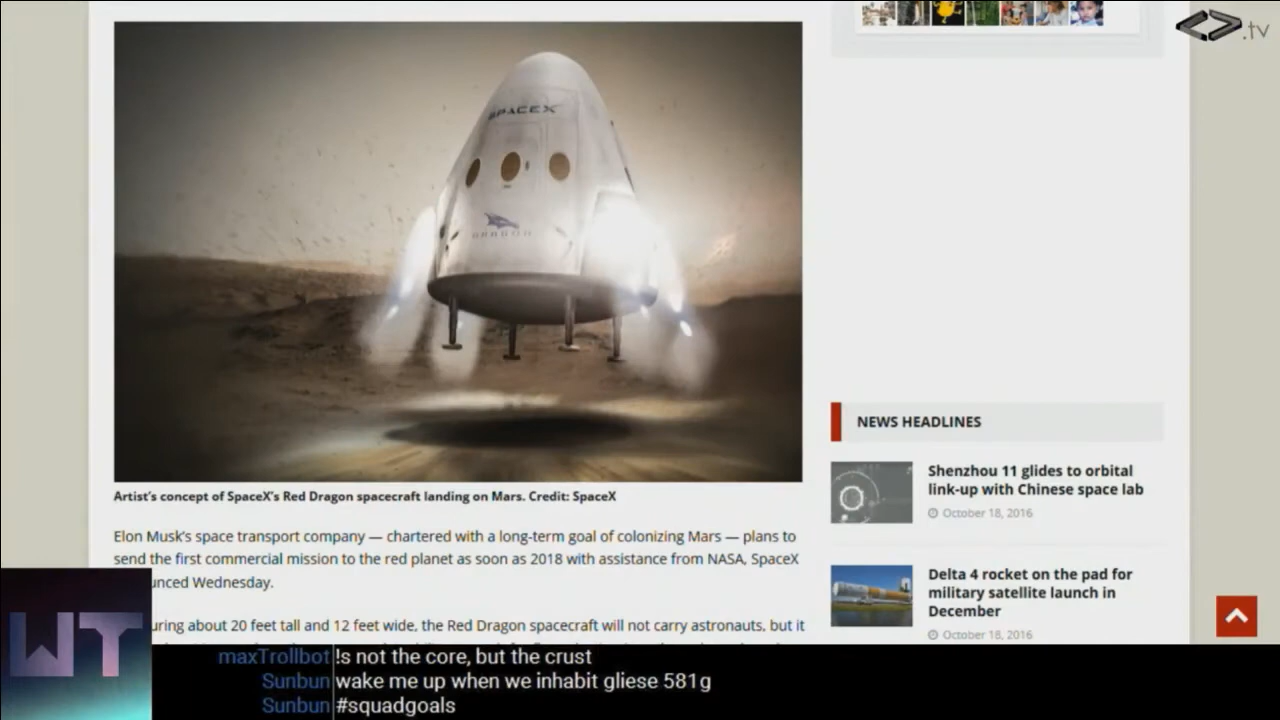 .tv
SPACEX
DRAGON
Artist's concept of SpaceX's Red Dragon spacecraft landing on Mars. Credit: SpaceX
Elon Musk's space transport company — chartered with a long-term goal of colonizing Mars — plans to
send the first commercial mission to the red planet as soon as 2018 with assistance from NASA, SpaceX
unced Wednesday.
uring about 20 feet tall and 12 feet wide, the Red Dragon spacecraft will not carry astronauts, but it
NEWS HEADLINES
Shenzhou 11 glides to orbital
link-up with Chinese space lab
October 18, 2016
Delta 4 rocket on the pad for
military satellite launch in
December
October 18, 2016
WT
maxTrollbot !s not the core, but the crust
Sunbun wake me up when we inhabit gliese 581g
Sunbun #squadgoals